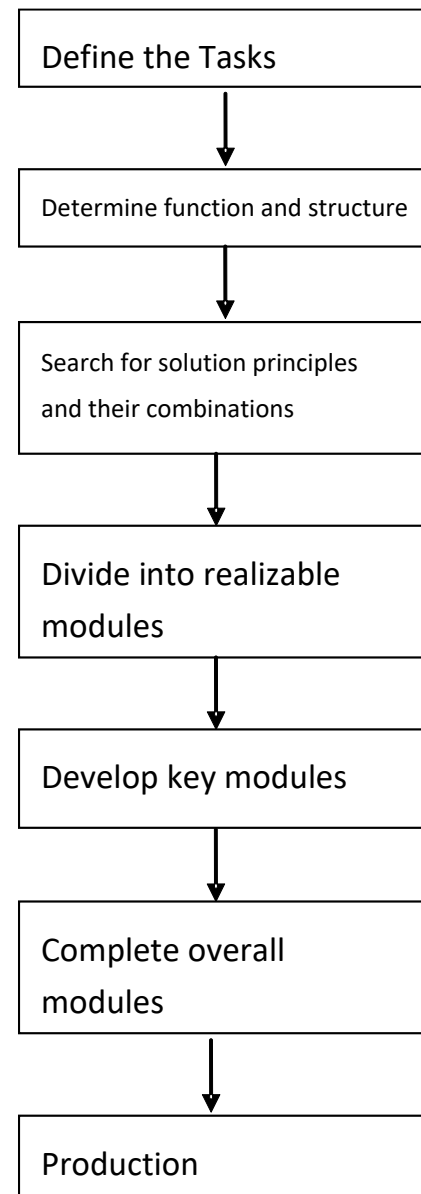 Define the Tasks
Determine function and structure
Search for solution principles
and their combinations
Divide into realizable
modules
Develop key modules
Complete overall
modules
Production